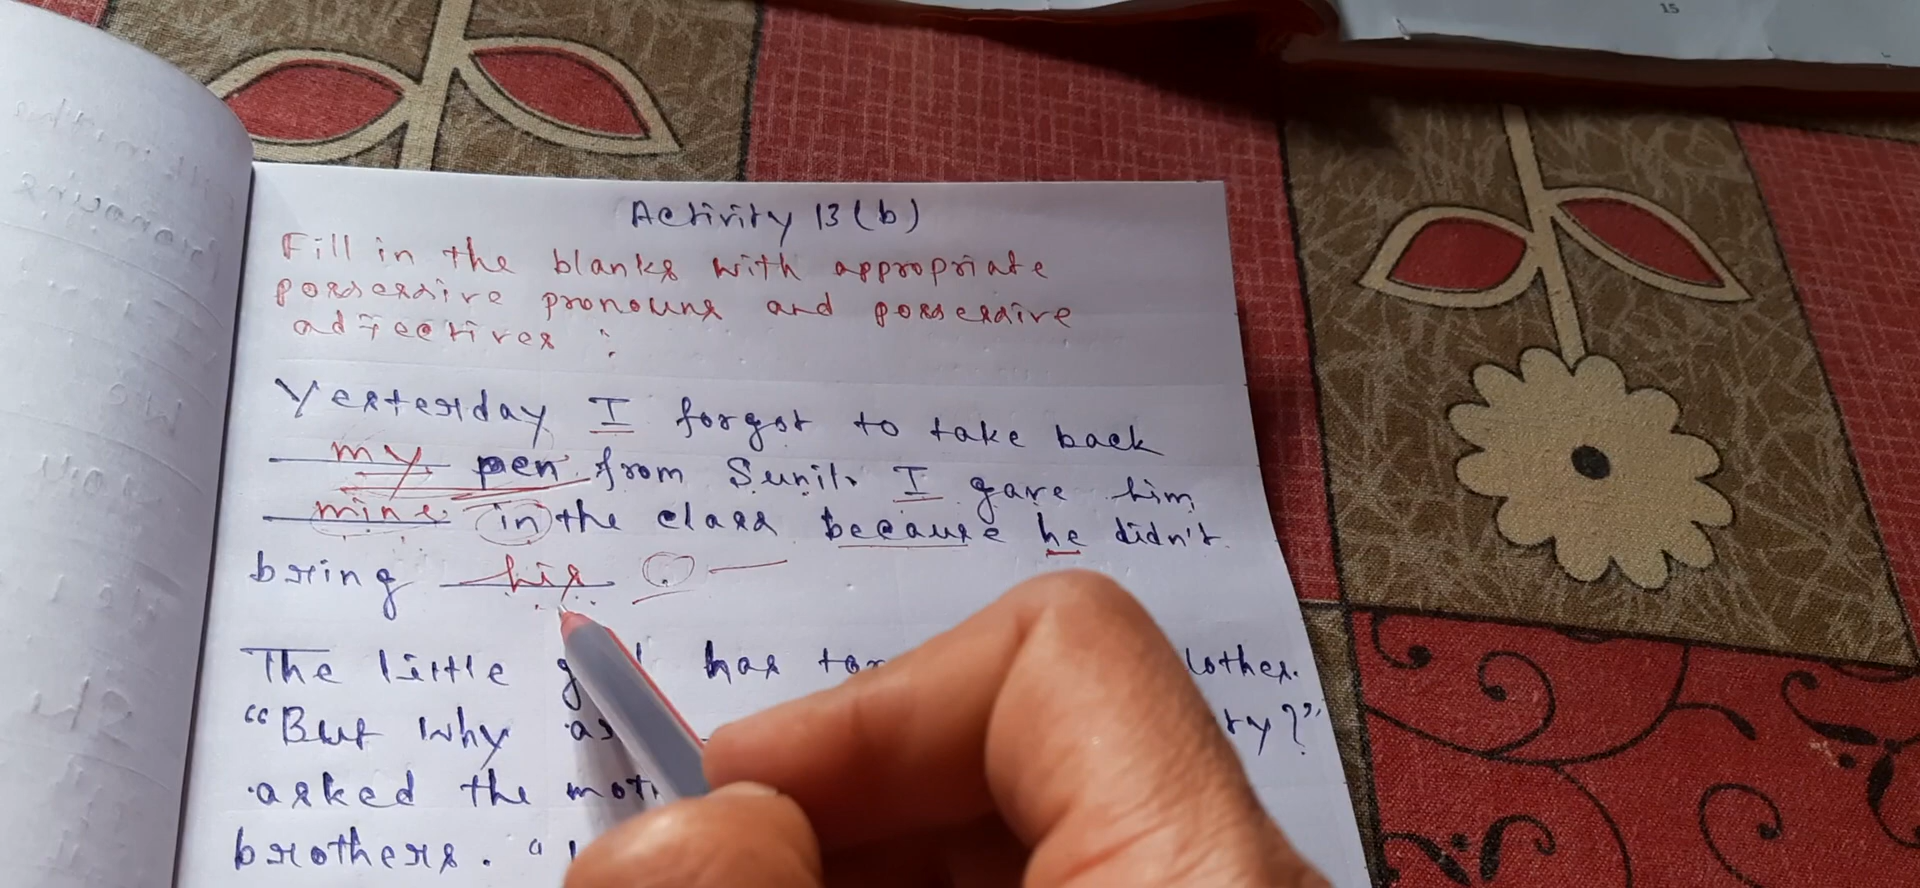 15
Activity 13 (b)
Fill in the blanks with appropriate
possessive pronouns and possessive
adjectives :
Yesterday I forgot to take back
my pen from Sunil. I gave him
mine in the class because he didn't
bring his .
The little has
"But why
asked the
brothers. "